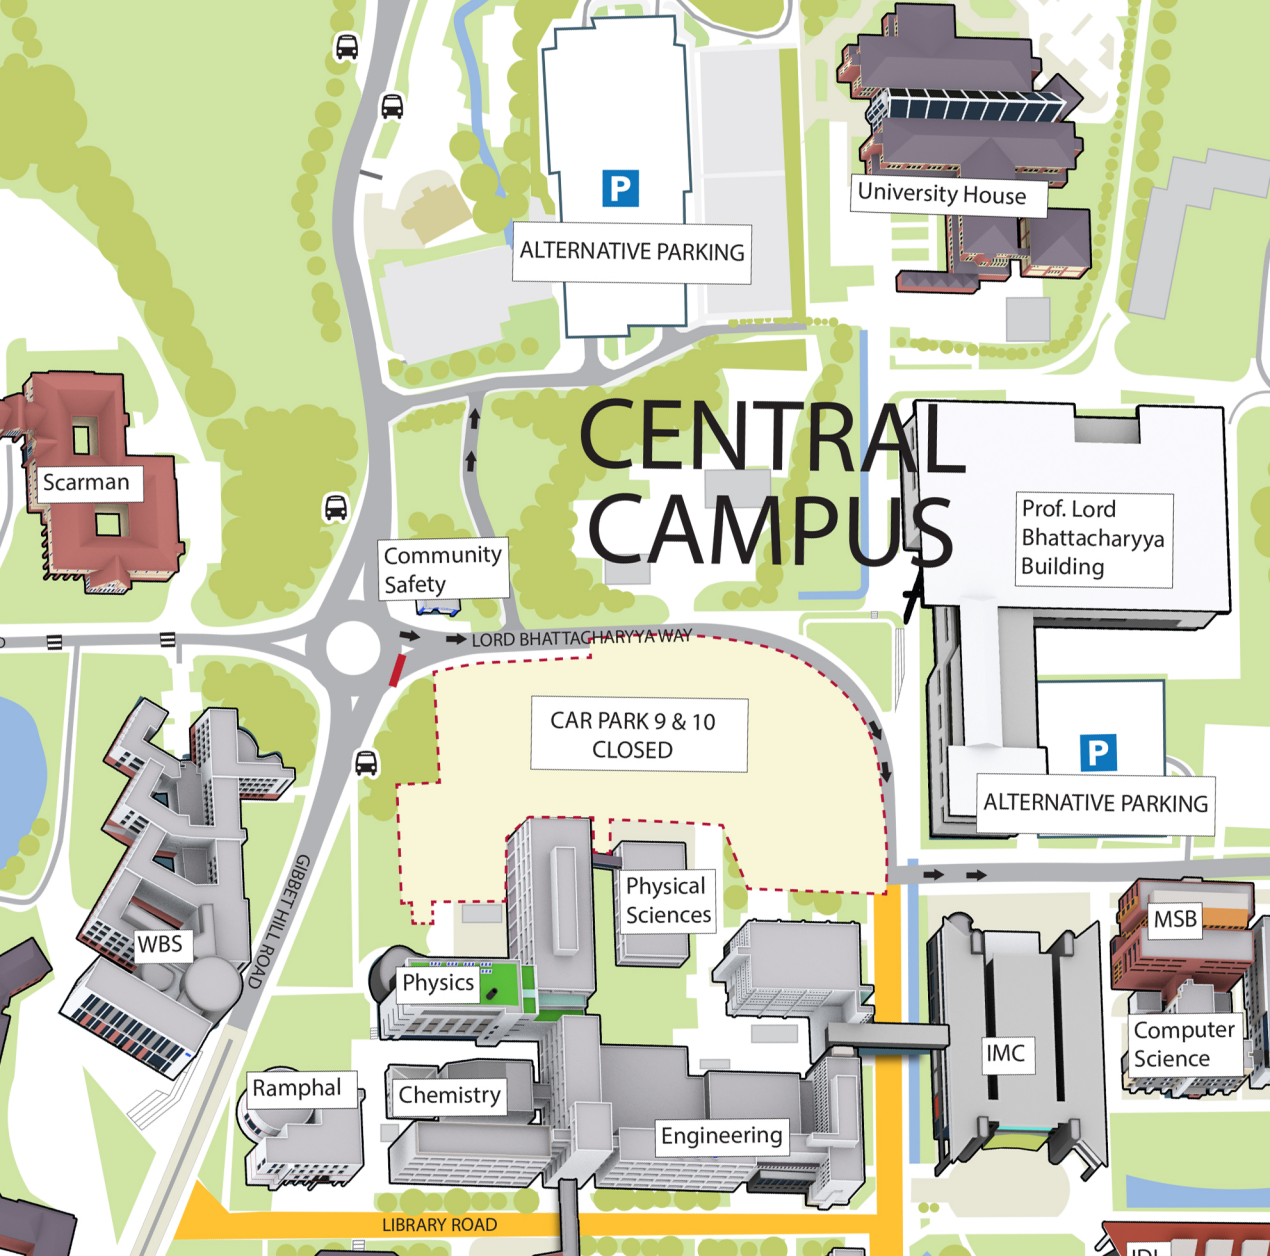 University House
P
ALTERNATIVE PARKING
CENTRAL
CAMPUS
Scarman
Prof. Lord
Bhattacharyya
Building
Community
Safety
LORD BHATTACHARYYA WAY
CAR PARK 9 & 10
CLOSED
P
ALTERNATIVE PARKING
GIBBET HILL ROAD
Physical
Sciences
MSB
WBS
Physics
Computer
Science
IMC
Ramphal
Chemistry
Engineering
LIBRARY ROAD